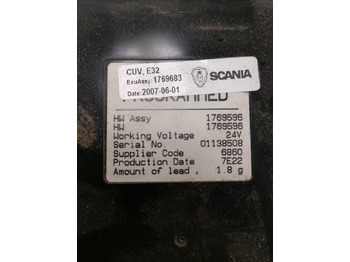 CUV, E32
EcuAssy: 1769683
Date: 2007-06-01
SCANIA
PROGRAMMED
HW Assy 1769595
HW 1769596
Working Voltage 24V
Serial No. 01138508
Supplier Code 6860
Production Date 7E22
Amount of lead, 1.8 g